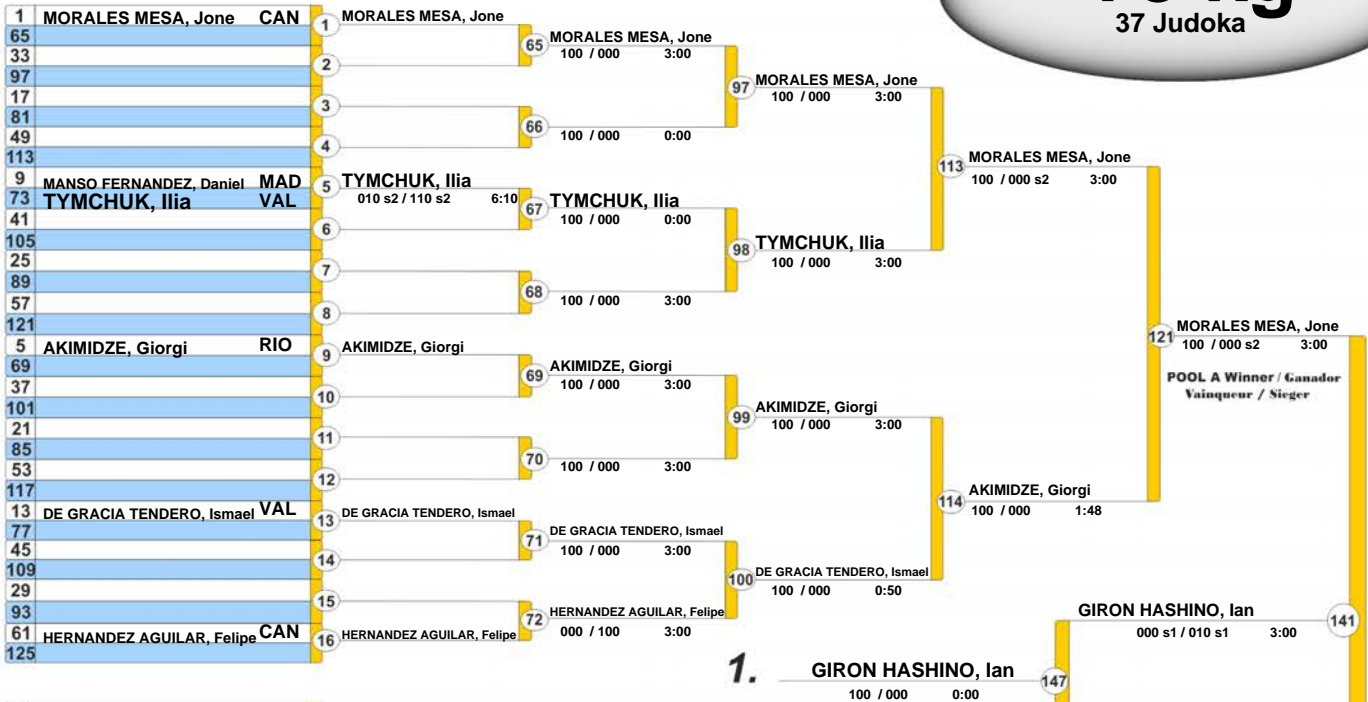 37 Judoka
1 MORALES MESA, Jone CAN
65
33
97
17
81
49
113
9 MANSO FERNANDEZ, Daniel MAD
73 TYMCHUK, Ilia VAL
41
105
25
89
57
121
5 AKIMIDZE, Giorgi RIO
69
37
101
21
85
53
117
13 DE GRACIA TENDERO, Ismael VAL
77
45
109
29
93
61 HERNANDEZ AGUILAR, Felipe CAN
125
1 MORALES MESA, Jone
2
3
4
5 TYMCHUK, Ilia
010 s2 / 110 s2 6:10
6
7
8
9 AKIMIDZE, Giorgi
10
11
12
13 DE GRACIA TENDERO, Ismael
14
15
16 HERNANDEZ AGUILAR, Felipe
65 MORALES MESA, Jone
100 / 000 3:00
66
100 / 000 0:00
67 TYMCHUK, Ilia
100 / 000 0:00
68
100 / 000 3:00
69 AKIMIDZE, Giorgi
100 / 000 3:00
70
100 / 000 3:00
71 DE GRACIA TENDERO, Ismael
100 / 000 3:00
72 HERNANDEZ AGUILAR, Felipe
000 / 100 3:00
97 MORALES MESA, Jone
100 / 000 3:00
98 TYMCHUK, Ilia
100 / 000 3:00
99 AKIMIDZE, Giorgi
100 / 000 3:00
100 DE GRACIA TENDERO, Ismael
100 / 000 0:50
113 MORALES MESA, Jone
100 / 000 s2 3:00
114 AKIMIDZE, Giorgi
100 / 000 1:48
121 MORALES MESA, Jone
100 / 000 s2 3:00
POOL A Winner / Ganador
Vainqueur / Sieger
GIRON HASHINO, Ian 141
000 s1 / 010 s1 3:00
1. GIRON HASHINO, Ian 147
100 / 000 0:00